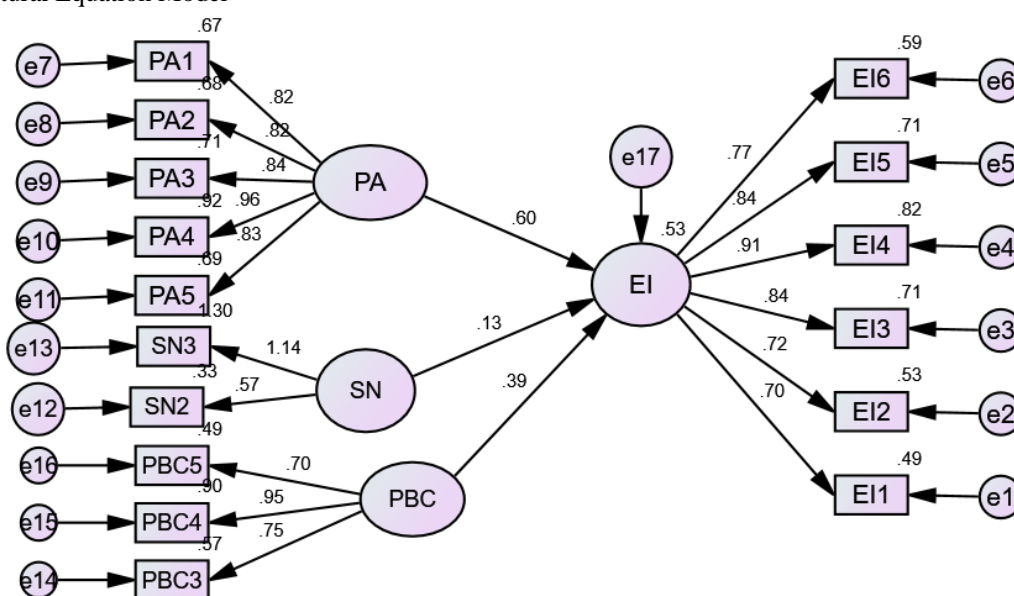 tural Equation Model
.67
e7 PA1
.82
.68
e8 PA2
.82
.71
e9 PA3
.84
.92
.96
e10 PA4
.83
.69
e11 PA5
1.30
e13 SN3
1.14
.33
e12 SN2
.57
.49
e16 PBC5
.70
.90
e15 PBC4
.95
.57
e14 PBC3
.75
PA
SN
PBC
.60
.13
.39
e17
.53
EI
.59
EI6 e6
.77
.71
EI5 e5
.84
.82
EI4 e4
.91
.71
EI3 e3
.84
.53
EI2 e2
.72
.49
EI1 e1
.70